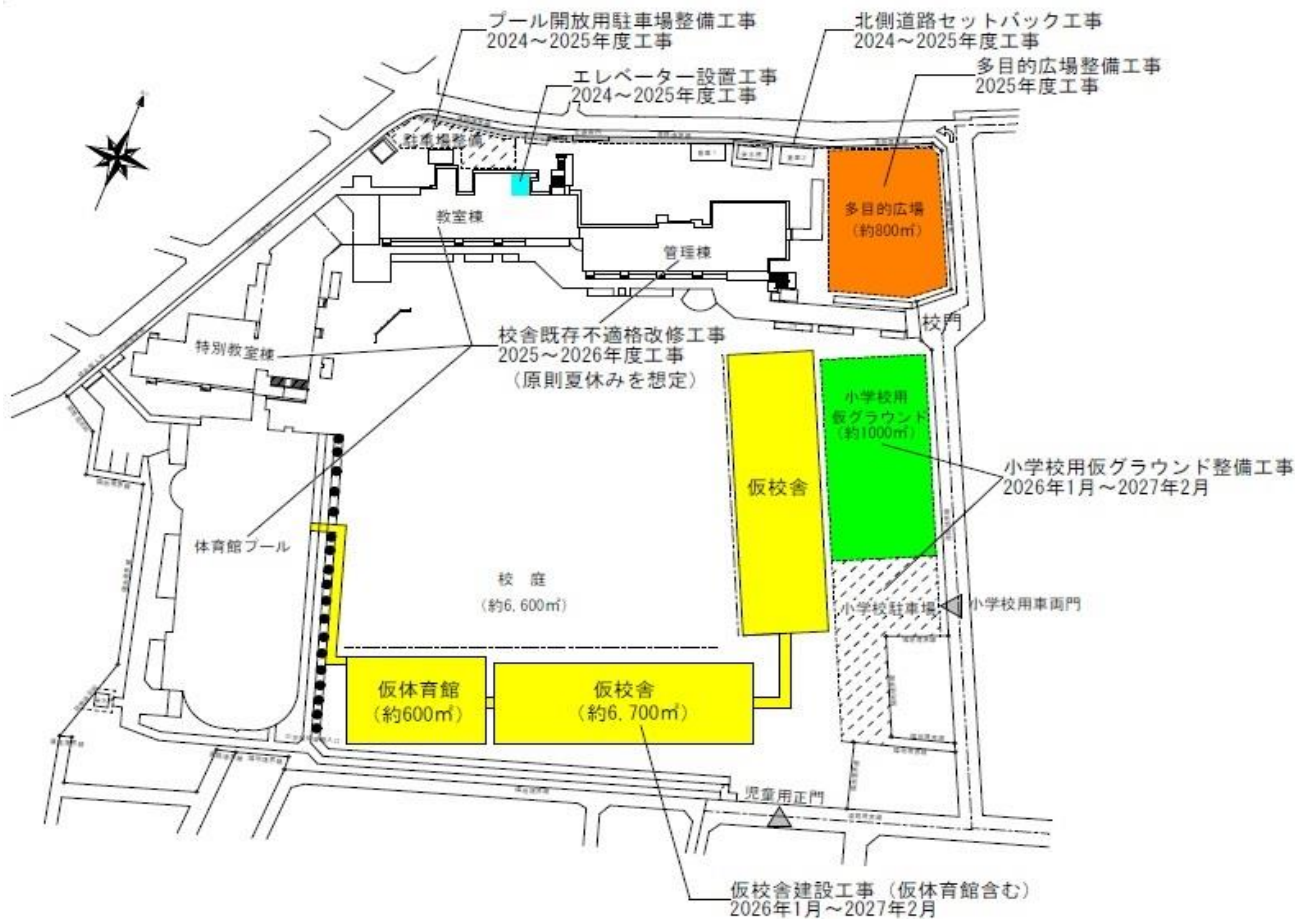 プール開放用駐車場整備工事
2024～2025年度工事
北側道路セットバック工事
2024～2025年度工事
エレベーター設置工事
2024～2025年度工事
多目的広場整備工事
2025年度工事
駐車場整備
教室棟
管理棟
多目的広場
（約800㎡）
校門
特別教室棟
校舎既存不適格改修工事
2025～2026年度工事
（原則夏休みを想定）
小学校用
仮グラウンド
（約1000㎡）
小学校用仮グラウンド整備工事
2026年1月～2027年2月
仮校舎
体育館プール
校　庭
（約6,600㎡）
小学校駐車場
小学校用車両門
仮体育館
（約600㎡）
仮校舎
（約6,700㎡）
児童用正門
仮校舎建設工事（仮体育館含む）
2026年1月～2027年2月